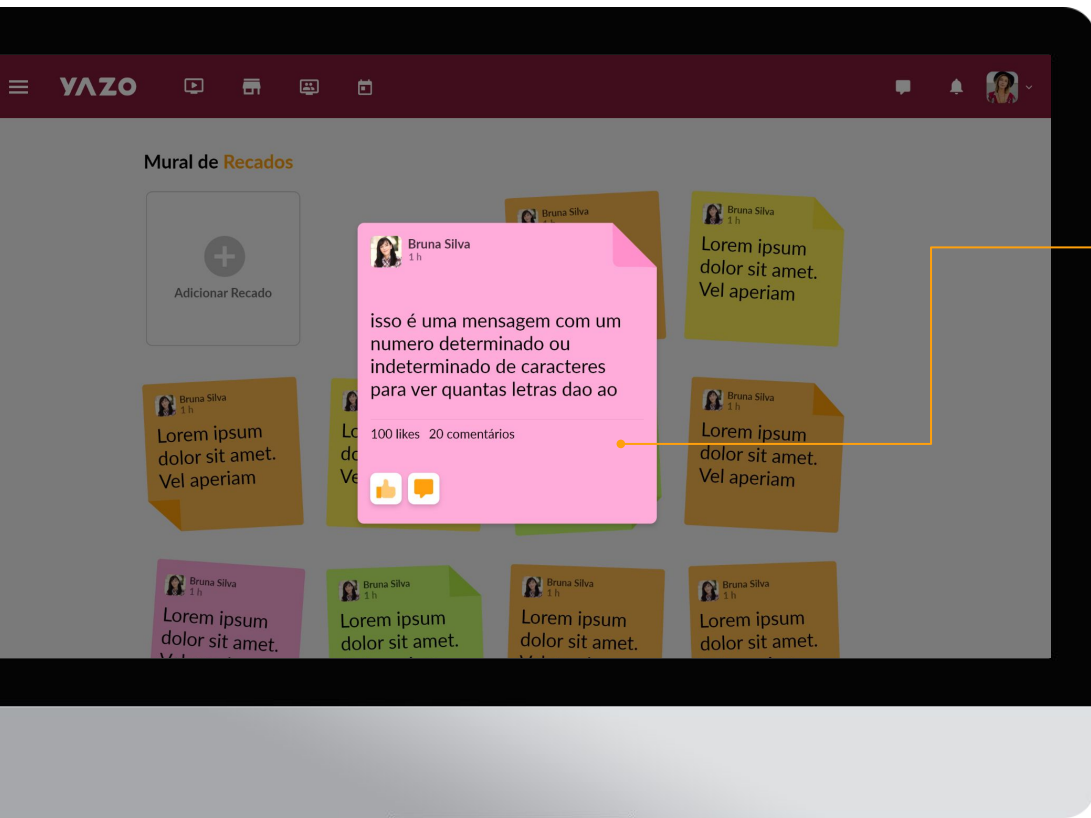 YAZO
Mural de Recados
Adicionar Recado
Bruna Silva
1 h
isso é uma mensagem com um
numero determinado ou
indeterminado de caracteres
para ver quantas letras dao ao
100 likes 20 comentários
Bruna Silva
Bruna Silva
1 h
Lorem ipsum
dolor sit amet.
Vel aperiam
Bruna Silva
1 h
Lorem ipsum
dolor sit amet.
Vel aperiam
Bruna Silva
1 h
Lorem ipsum
dolor sit amet.
Vel aperiam
Bruna Silva
1 h
Lorem ipsum
dolor sit amet.
Bruna Silva
1 h
Lorem ipsum
dolor sit amet.
Bruna Silva
1 h
Lorem ipsum
dolor sit amet.
Bruna Silva
1 h
Lorem ipsum
dolor sit amet.